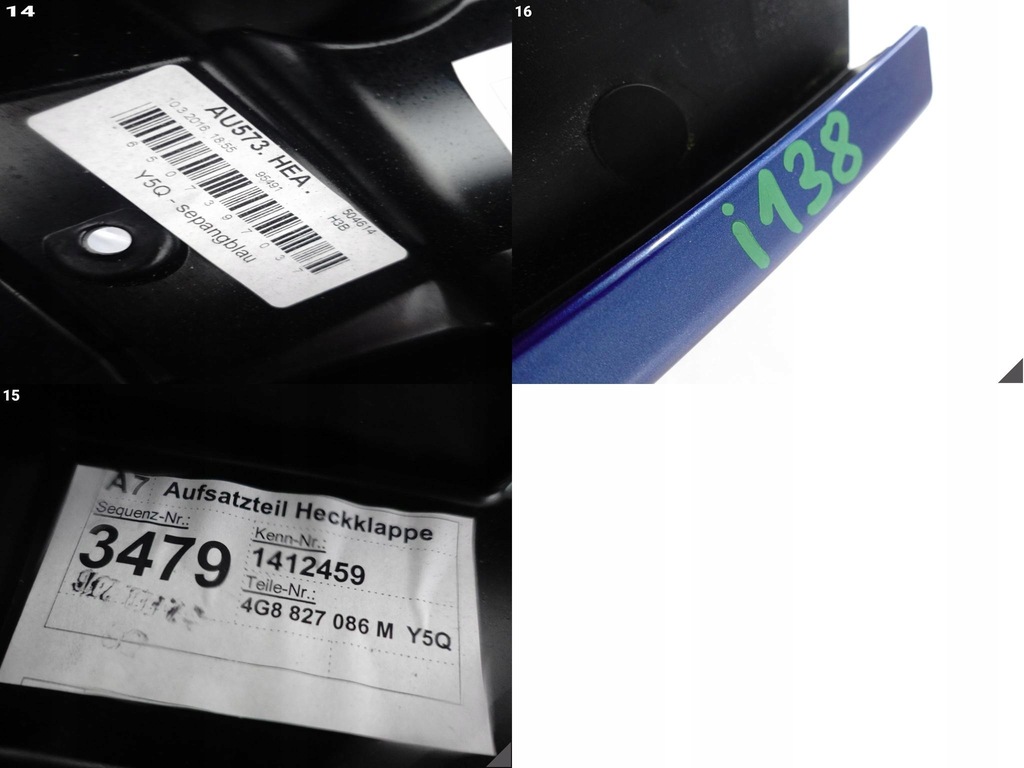 14
AU573. HEA.
10.3.2016, 18:55
95491
504614
H3B
Y5Q - sepangblau
16
i138
15
A7 Aufsatzteil Heckklappe
Sequenz-Nr.:
3479
Kenn-Nr.:
1412459
Teile-Nr.:
4G8 827 086 M Y5Q